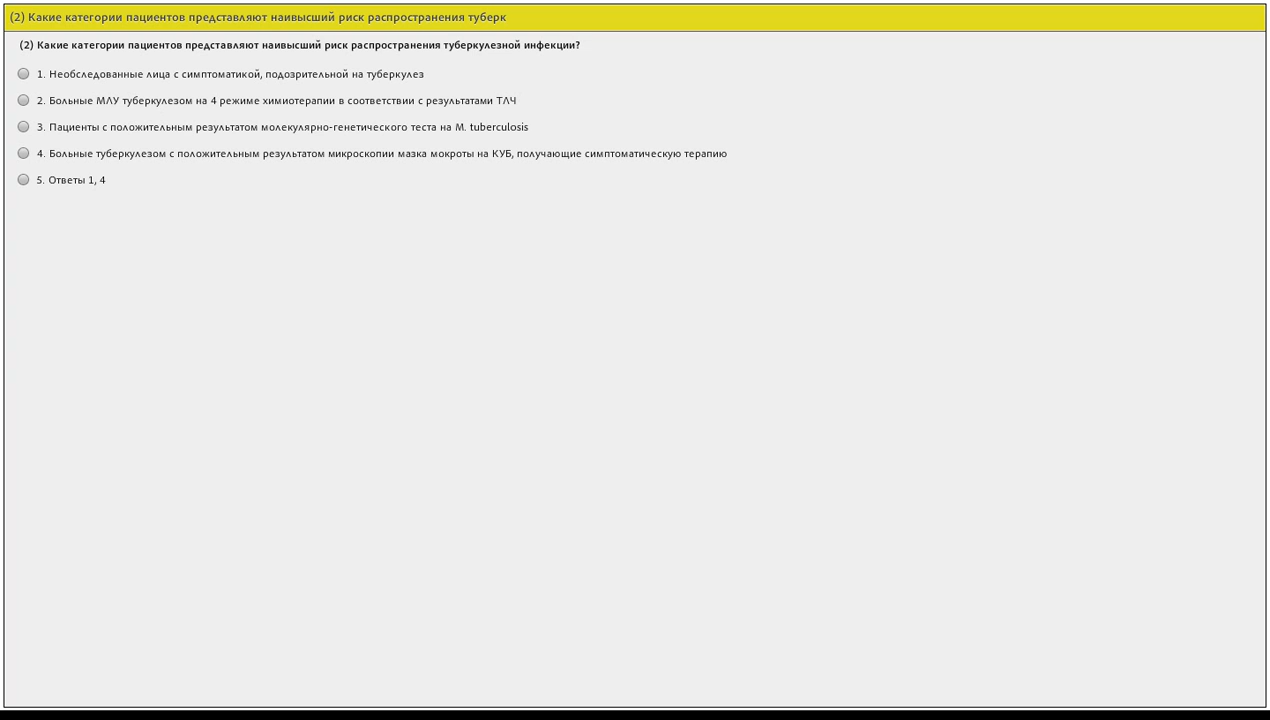 (2) Какие категории пациентов представляют наивысший риск распространения туберк
(2) Какие категории пациентов представляют наивысший риск распространения туберкулезной инфекции?
1. Необследованные лица с симптоматикой, подозрительной на туберкулез
2. Больные МЛУ туберкулезом на 4 режиме химиотерапии в соответствии с результатами ТЛЧ
3. Пациенты с положительным результатом молекулярно-генетического теста на M. tuberculosis
4. Больные туберкулезом с положительным результатом микроскопии мазка мокроты на КУБ, получающие симптоматическую терапию
5. Ответы 1, 4